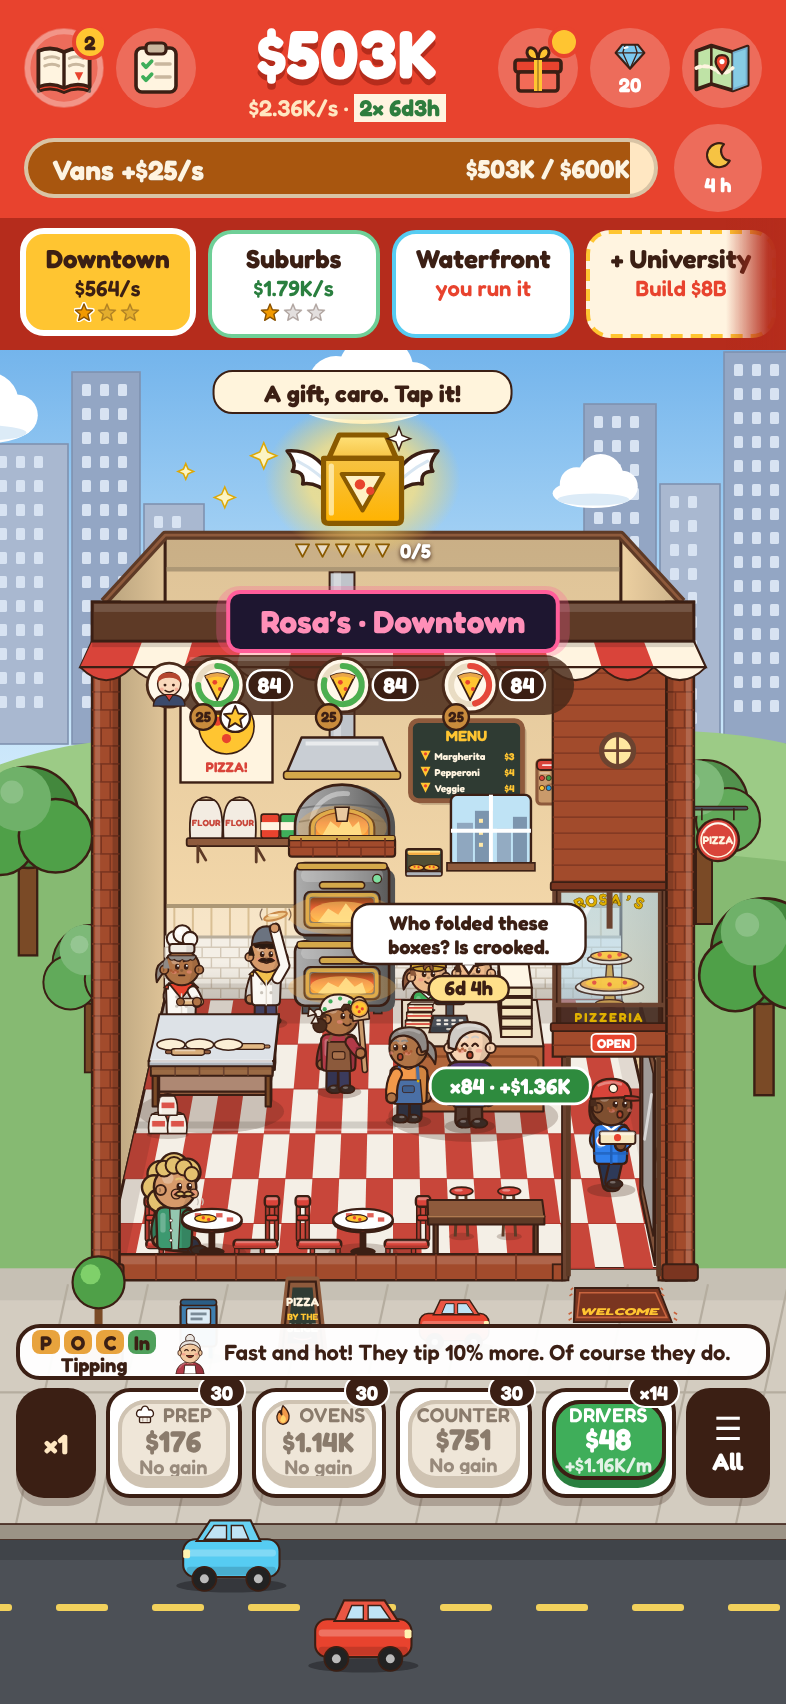 2
$503K
$2.36K/s · 2x 6d3h
20
Vans +$25/s
$503K / $600K
4 h
Downtown
$564/s
Suburbs
$1.79K/s
Waterfront
you run it
+ University
Build $8B
A gift, caro. Tap it!
0/5
Rosa's · Downtown
84
84
84
25
25
25
PIZZA!
MENU
Margherita $3
Pepperoni $4
Veggie $4
FLOUR
FLOUR
PIZZA
ROSA'S
Who folded these
boxes? Is crooked.
6d 4h
PIZZERIA
OPEN
x84 · +$1.36K
PIZZA
BY THE
WELCOME
P O C In
Tipping
Fast and hot! They tip 10% more. Of course they do.
x1
30
PREP
$176
No gain
30
OVENS
$1.14K
No gain
30
COUNTER
$751
No gain
x14
DRIVERS
$48
+$1.16K/m
All